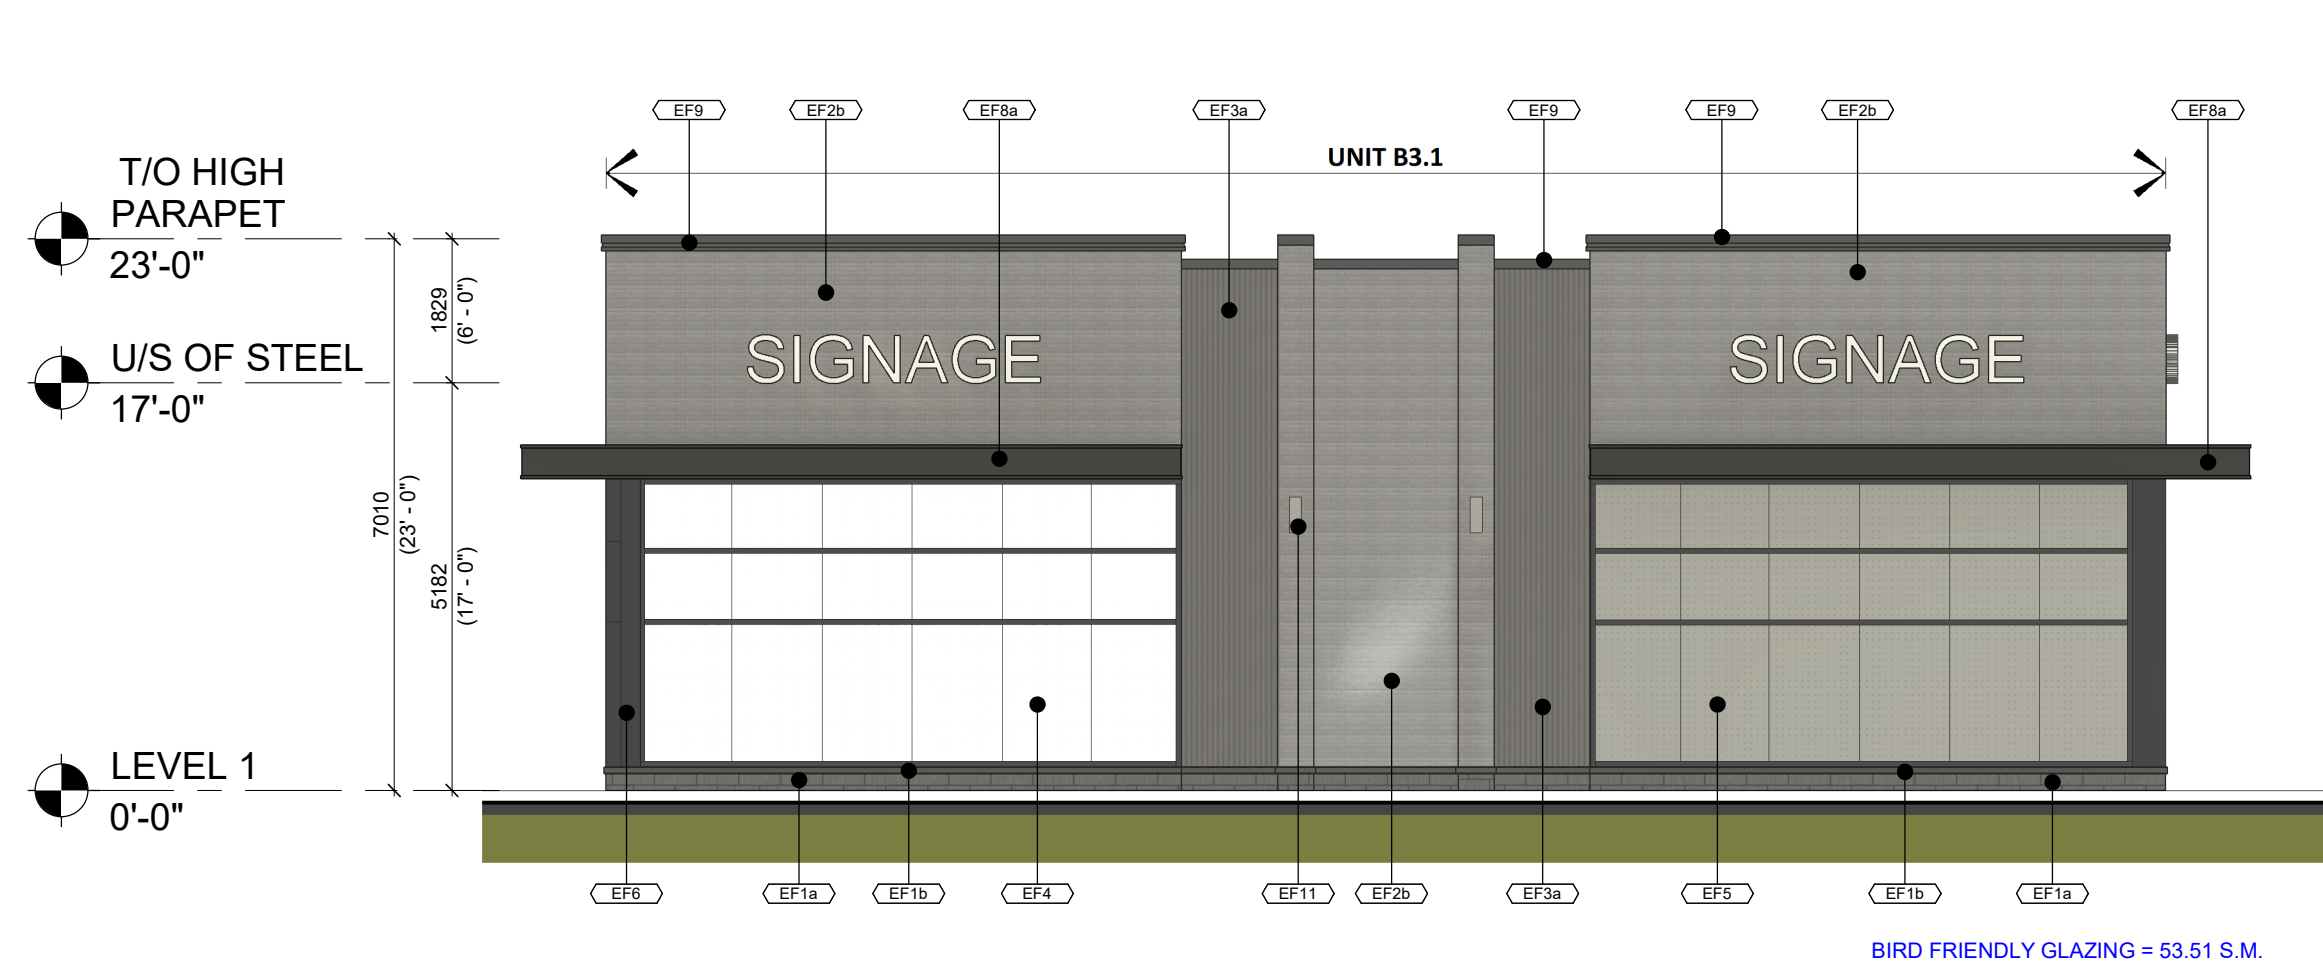 EF9
EF2b
EF8a
EF3a
EF9
EF9
EF2b
EF8a
UNIT B3.1
T/O HIGH
PARAPET
23'-0"
U/S OF STEEL
17'-0"
LEVEL 1
0'-0"
1829
(6' - 0")
7010
(23' - 0")
5182
(17' - 0")
SIGNAGE
SIGNAGE
EF6
EF1a
EF1b
EF4
EF11
EF2b
EF3a
EF5
EF1b
EF1a
BIRD FRIENDLY GLAZING = 53.51 S.M.